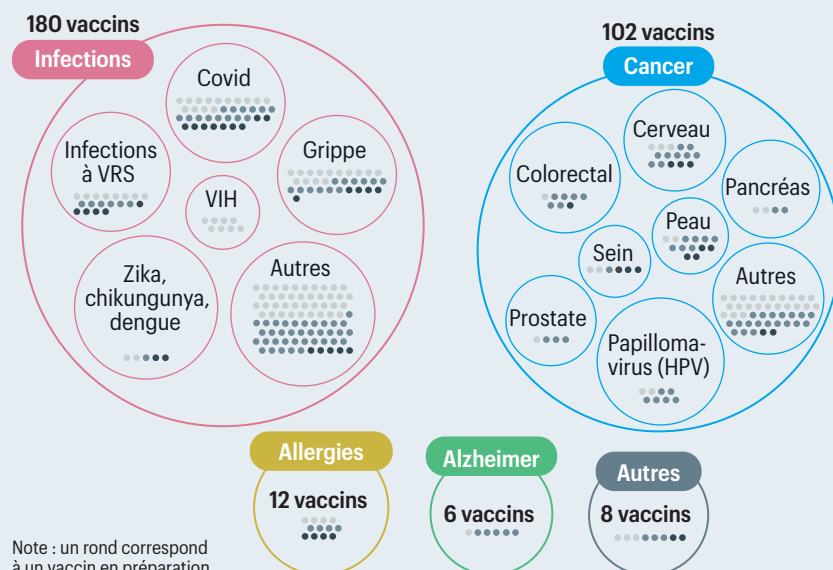 180 vaccins
Infections
Covid
Infections
à VRS
Grippe
VIH
Zika,
chikungunya,
dengue
Autres
102 vaccins
Cancer
Cerveau
Colorectal
Pancréas
Peau
Sein
Autres
Prostate
Papilloma-
virus (HPV)
Allergies
12 vaccins
Alzheimer
6 vaccins
Autres
8 vaccins
Note : un rond correspond
à un vaccin en préparation